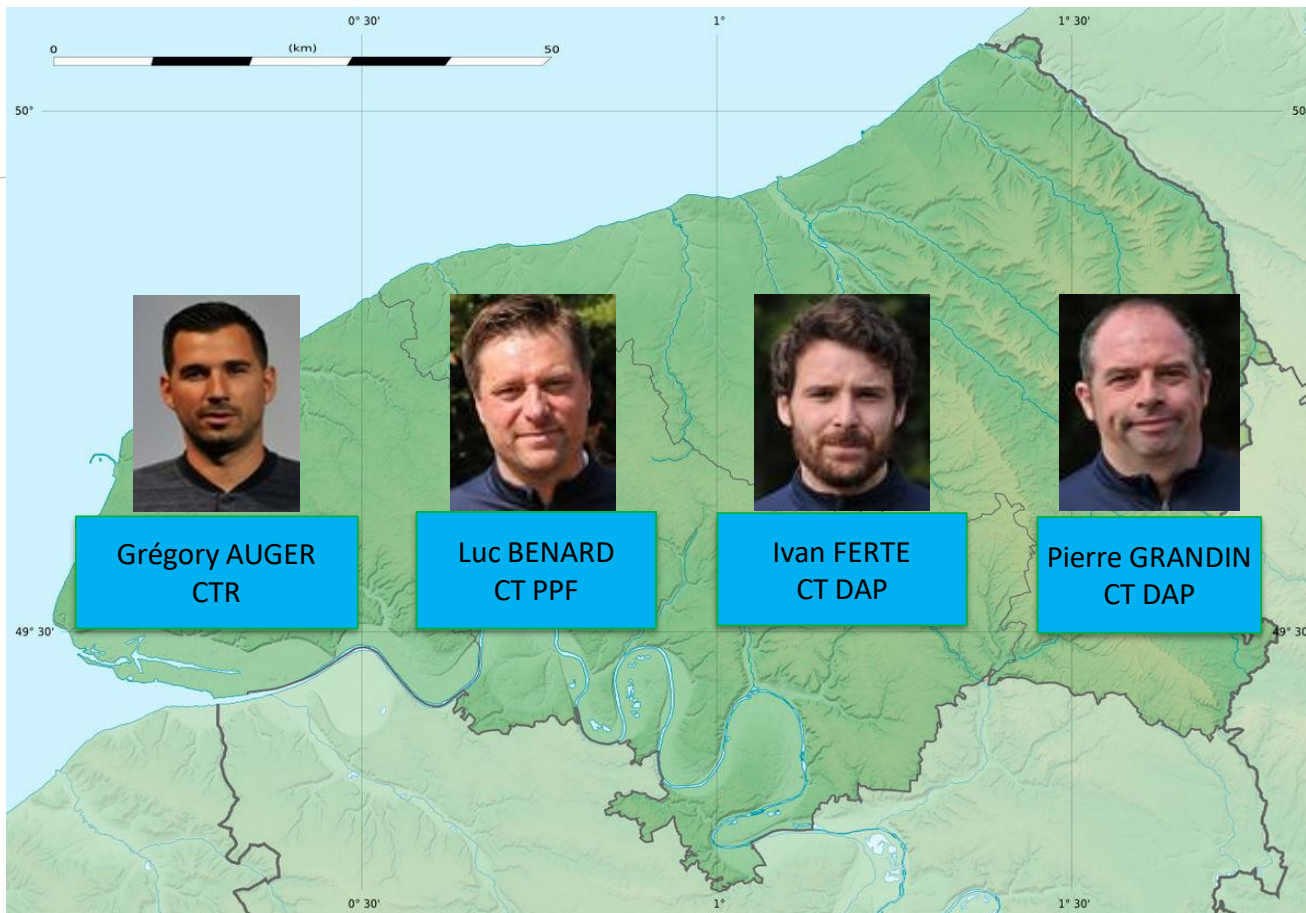 0° 30'
1°
1° 30'
0
(km)
50
50°
50
Grégory AUGER
CTR
Luc BENARD
CT PPF
Ivan FERTE
CT DAP
Pierre GRANDIN
CT DAP
49° 30'
49° 30
0° 30'
1°
1° 30'